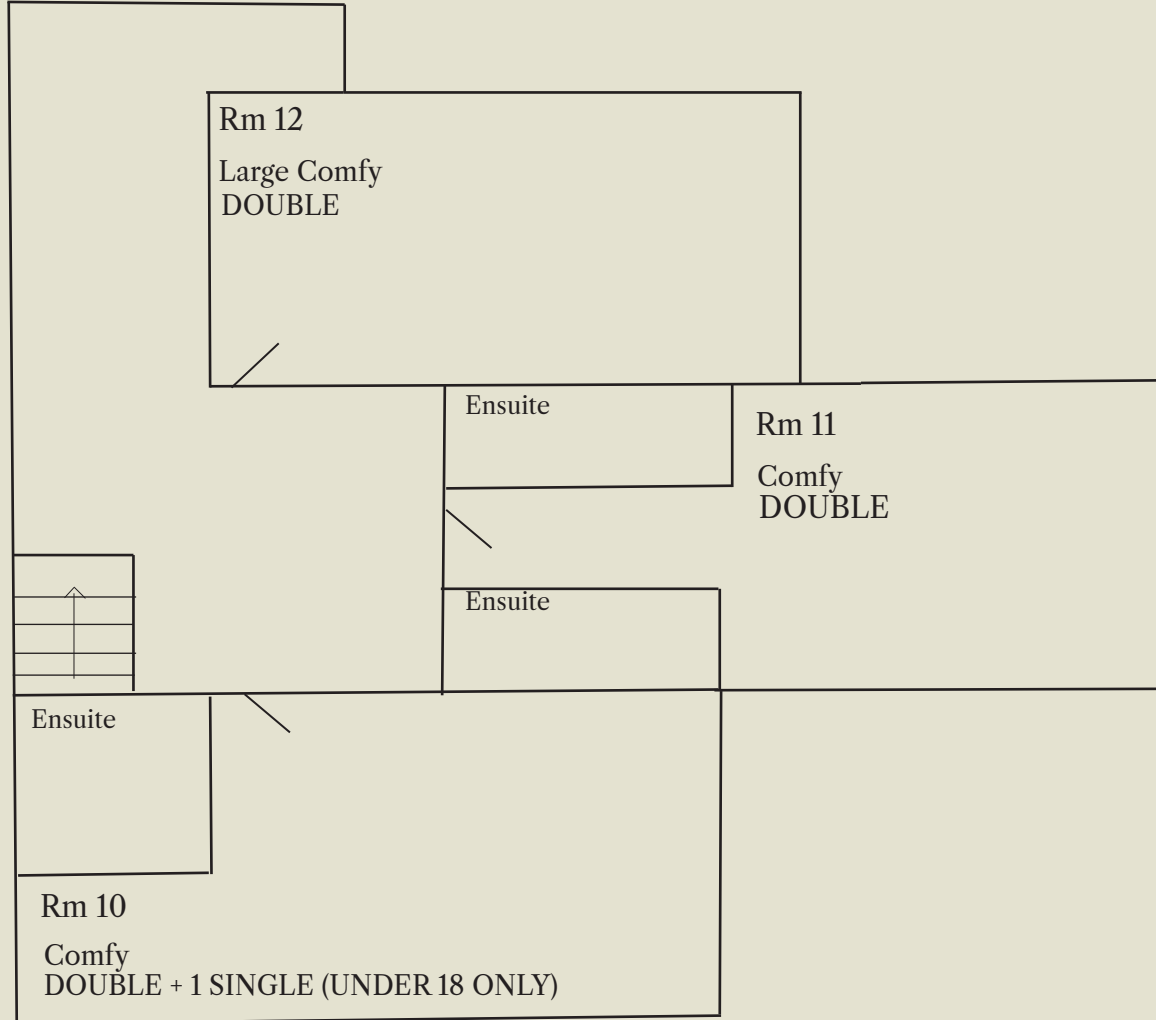 Rm 12
Large Comfy
DOUBLE
Ensuite
Rm 11
Comfy
DOUBLE
Ensuite
Ensuite
Rm 10
Comfy
DOUBLE + 1 SINGLE (UNDER 18 ONLY)